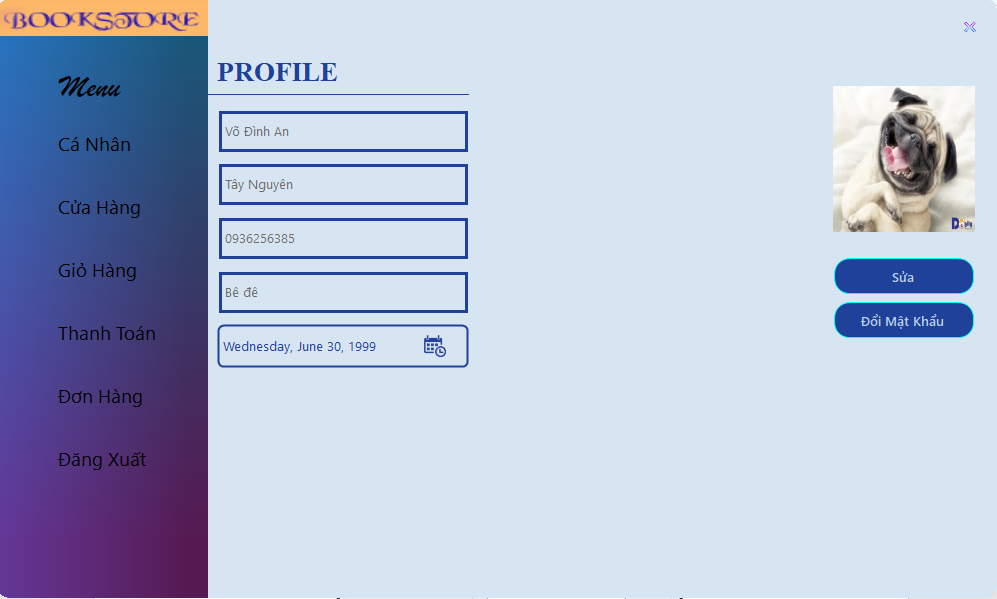 BOOKSTORE
Menu
Cá Nhân
Cửa Hàng
Giỏ Hàng
Thanh Toán
Đơn Hàng
Đăng Xuất
PROFILE
Võ Đình An
Tây Nguyên
0936256385
Bê đê
Wednesday, June 30, 1999
Sửa
Đổi Mật Khẩu